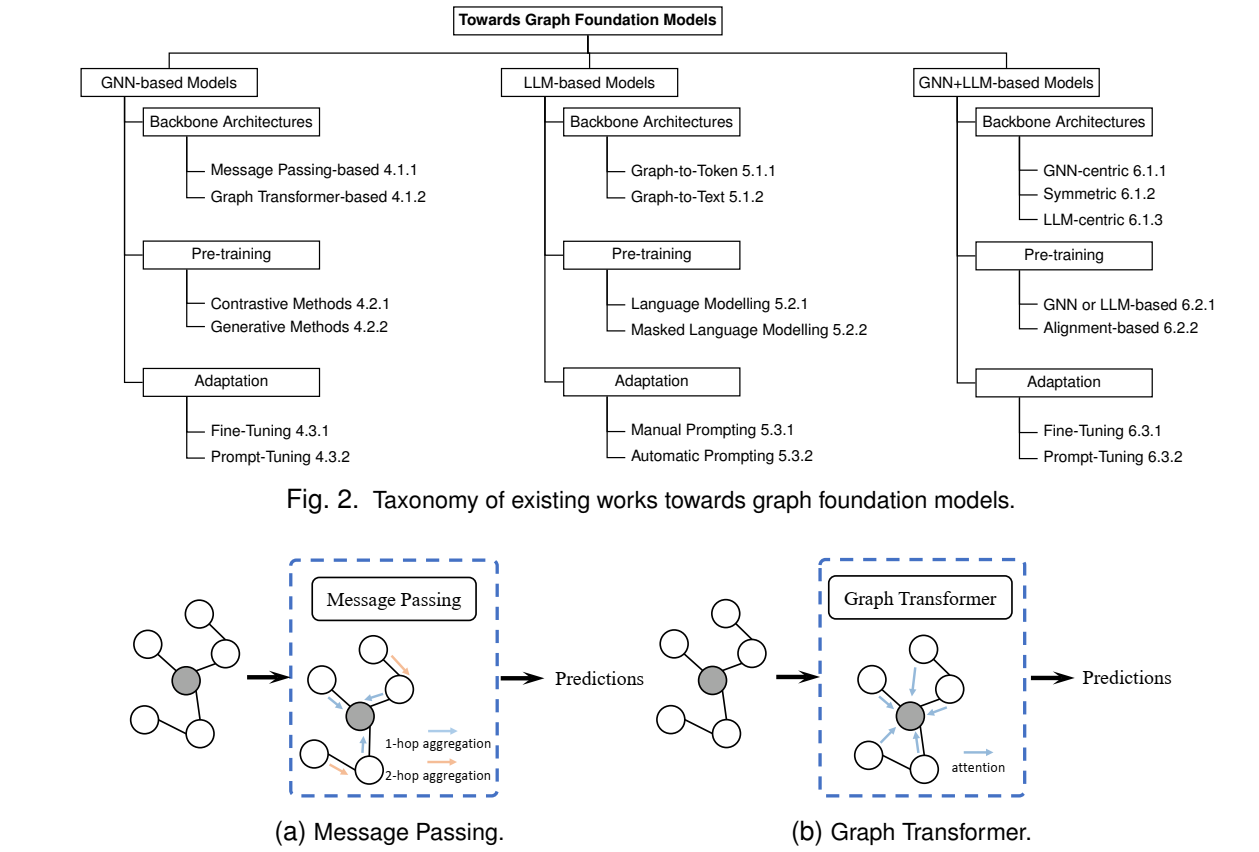 Towards Graph Foundation Models
GNN-based Models
Backbone Architectures
Message Passing-based 4.1.1
Graph Transformer-based 4.1.2
Pre-training
Contrastive Methods 4.2.1
Generative Methods 4.2.2
Adaptation
Fine-Tuning 4.3.1
Prompt-Tuning 4.3.2
LLM-based Models
Backbone Architectures
Graph-to-Token 5.1.1
Graph-to-Text 5.1.2
Pre-training
Language Modelling 5.2.1
Masked Language Modelling 5.2.2
Adaptation
Manual Prompting 5.3.1
Automatic Prompting 5.3.2
GNN+LLM-based Models
Backbone Architectures
GNN-centric 6.1.1
Symmetric 6.1.2
LLM-centric 6.1.3
Pre-training
GNN or LLM-based 6.2.1
Alignment-based 6.2.2
Adaptation
Fine-Tuning 6.3.1
Prompt-Tuning 6.3.2
Fig. 2. Taxonomy of existing works towards graph foundation models.
Message Passing
1-hop aggregation
2-hop aggregation
Predictions
(a) Message Passing.
Graph Transformer
attention
Predictions
(b) Graph Transformer.